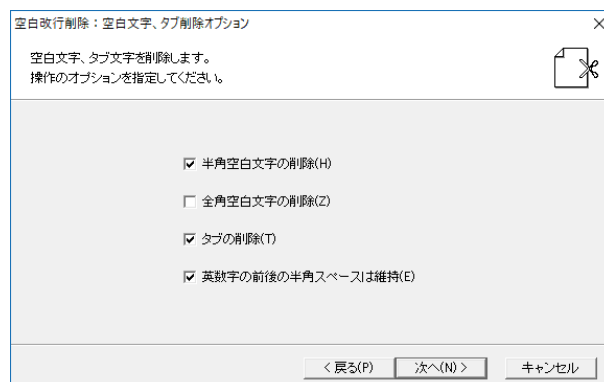 空白改行削除：空白文字、タブ削除オプション
空白文字、タブ文字を削除します。
操作のオプションを指定してください。
半角空白文字の削除(H)
全角空白文字の削除(Z)
タブの削除(T)
英数字の前後の半角スペースは維持(E)
< 戻る(P) 次へ(N) > キャンセル